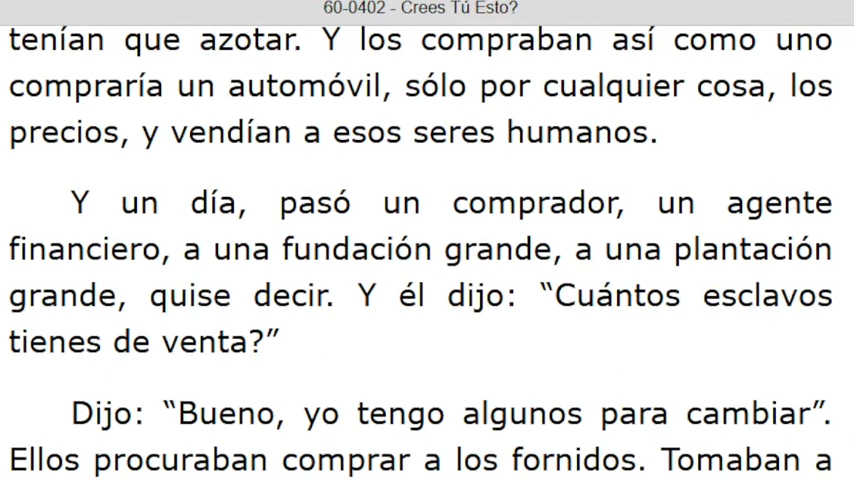 60-0402 - Crees Tú Esto?
tenían que azotar. Y los compraban así como uno
compraría un automóvil, sólo por cualquier cosa, los
precios, y vendían a esos seres humanos.
Y un día, pasó un comprador, un agente
financiero, a una fundación grande, a una plantación
grande, quise decir. Y él dijo: “Cuántos esclavos
tienes de venta?”
Dijo: “Bueno, yo tengo algunos para cambiar”.
Ellos procuraban comprar a los fornidos. Tomaban a